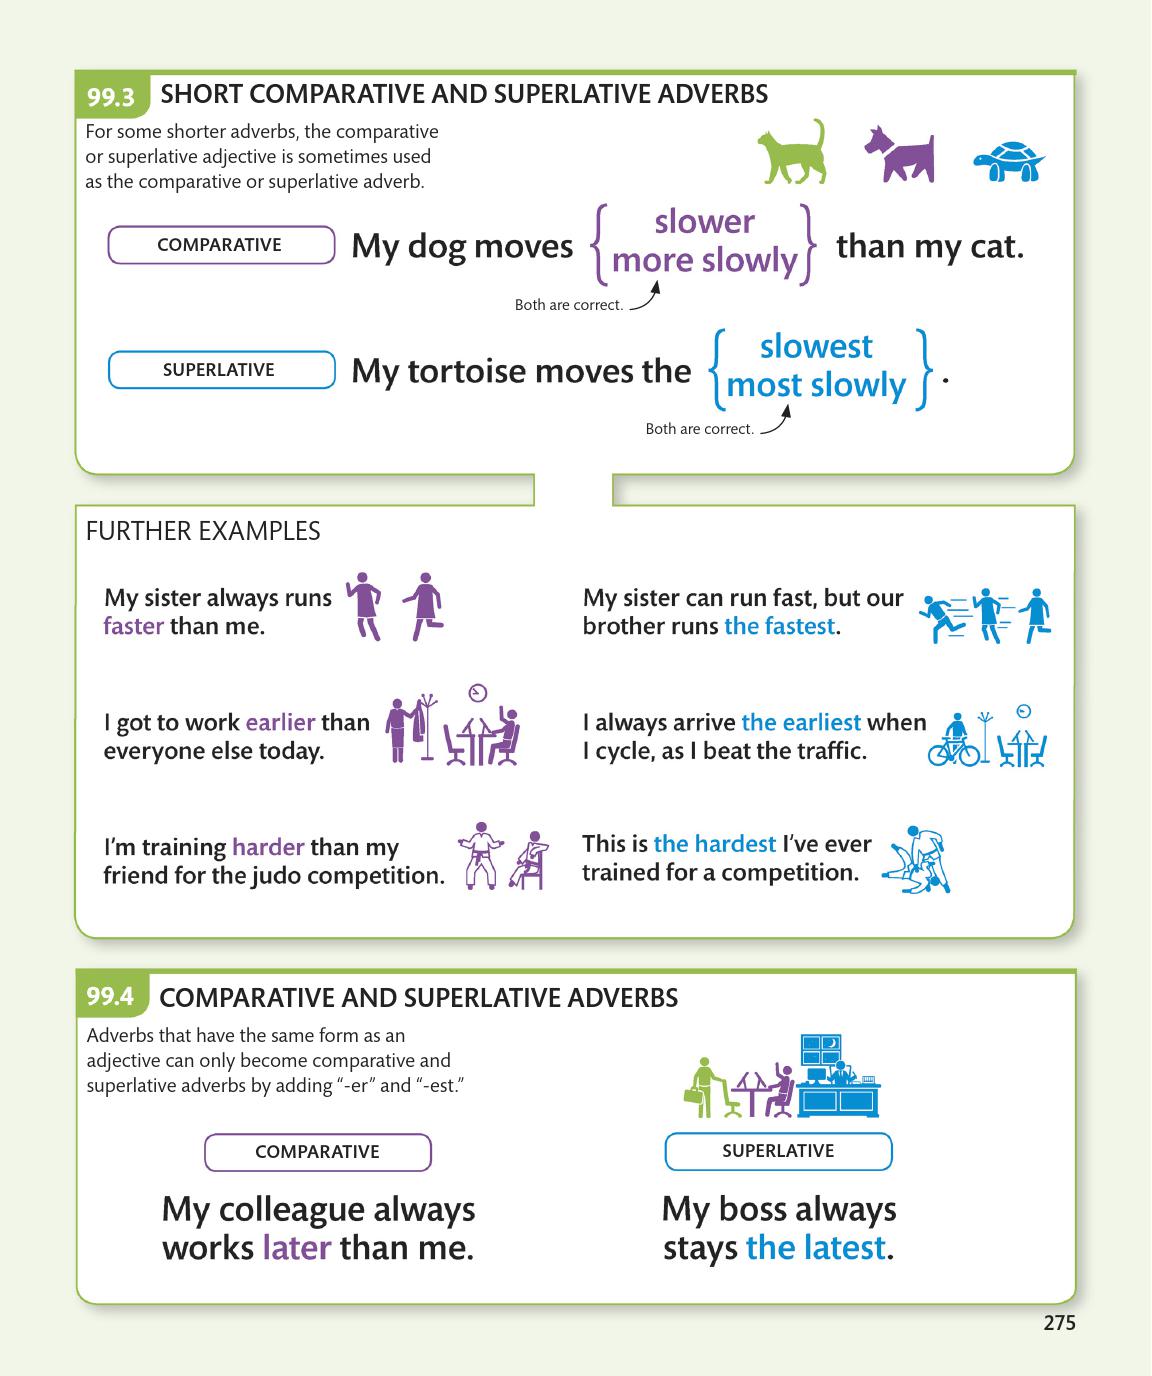 99.3 SHORT COMPARATIVE AND SUPERLATIVE ADVERBS
For some shorter adverbs, the comparative
or superlative adjective is sometimes used
as the comparative or superlative adverb.
COMPARATIVE
My dog moves { slower
more slowly } than my cat.
Both are correct.
SUPERLATIVE
My tortoise moves the { slowest
most slowly } .
Both are correct.
FURTHER EXAMPLES
My sister always runs
faster than me.
My sister can run fast, but our
brother runs the fastest.
I got to work earlier than
everyone else today.
I always arrive the earliest when
I cycle, as I beat the traffic.
I'm training harder than my
friend for the judo competition.
This is the hardest I've ever
trained for a competition.
99.4 COMPARATIVE AND SUPERLATIVE ADVERBS
Adverbs that have the same form as an
adjective can only become comparative and
superlative adverbs by adding “-er” and “-est.”
COMPARATIVE
My colleague always
works later than me.
SUPERLATIVE
My boss always
stays the latest.
275